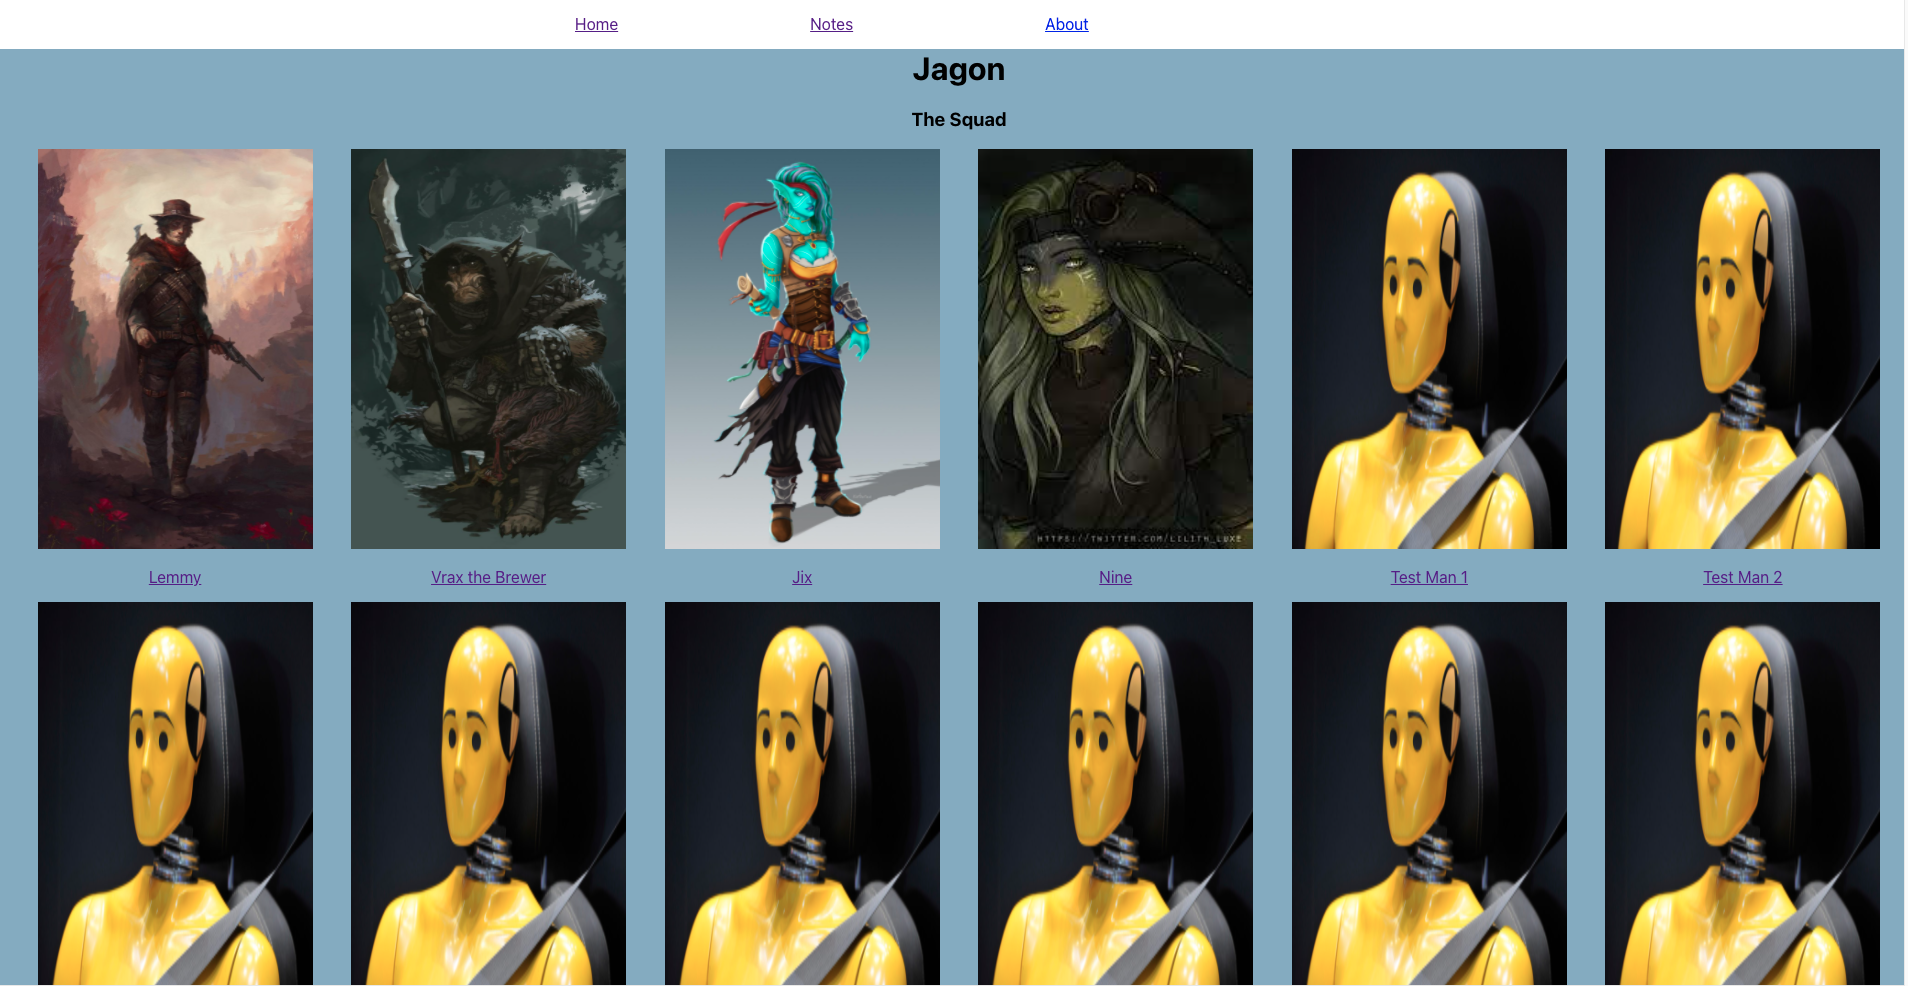 Home Notes About
Jagon
The Squad
HTTPS://TWITTER.COM/LILITH_LUXE
Lemmy Vrax the Brewer Jix Nine Test Man 1 Test Man 2